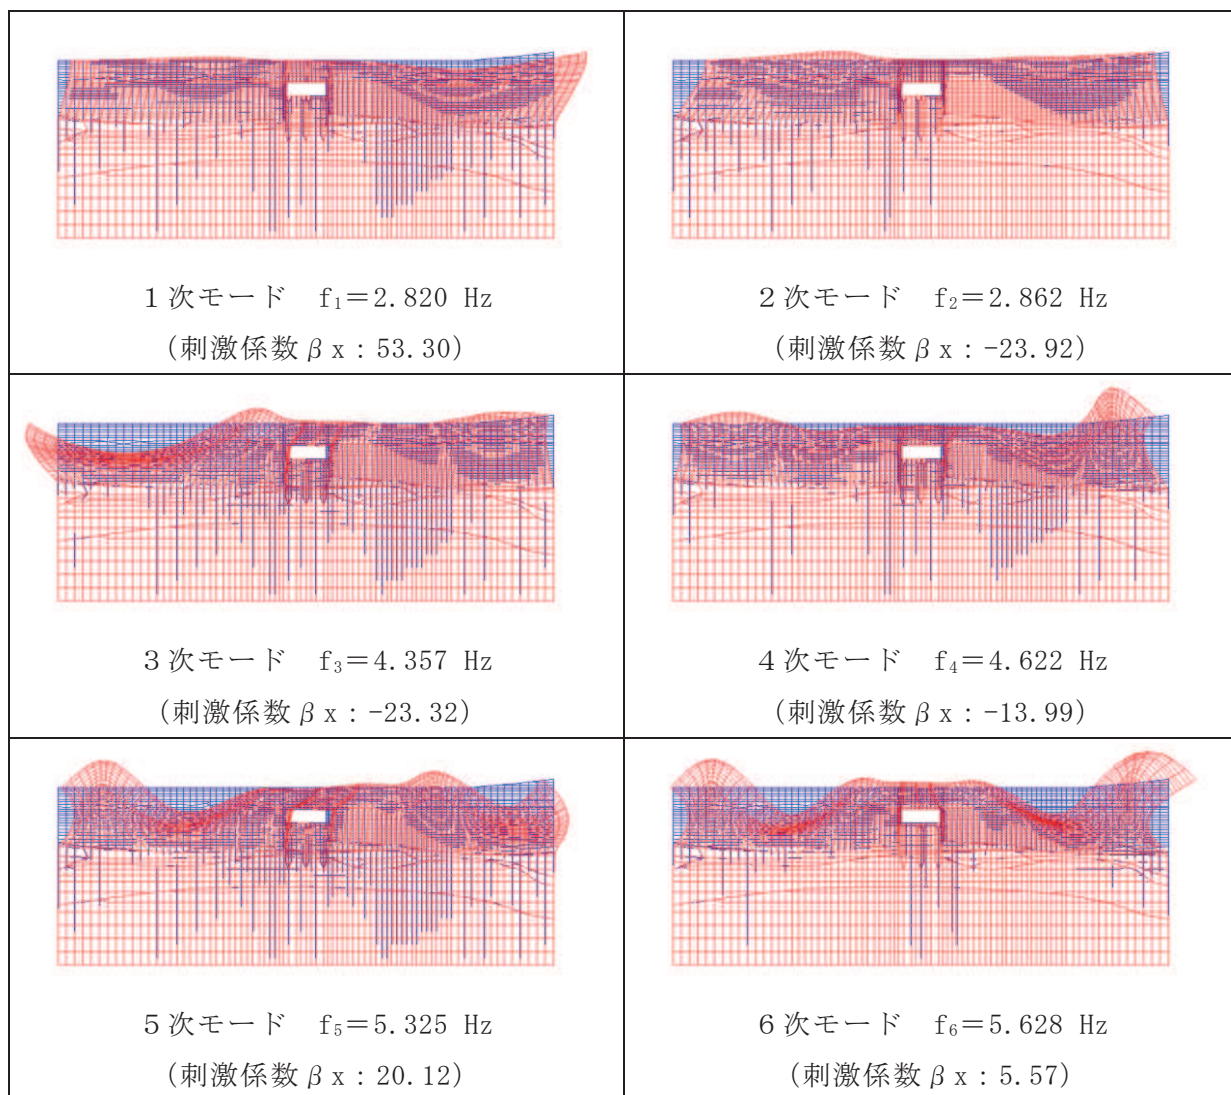 １次モード　f₁＝2.820 Hz
(刺激係数βx：53.30)
２次モード　f₂＝2.862 Hz
(刺激係数βx：-23.92)
３次モード　f₃＝4.357 Hz
(刺激係数βx：-23.32)
４次モード　f₄＝4.622 Hz
(刺激係数βx：-13.99)
５次モード　f₅＝5.325 Hz
(刺激係数βx：20.12)
６次モード　f₆＝5.628 Hz
(刺激係数βx：5.57)